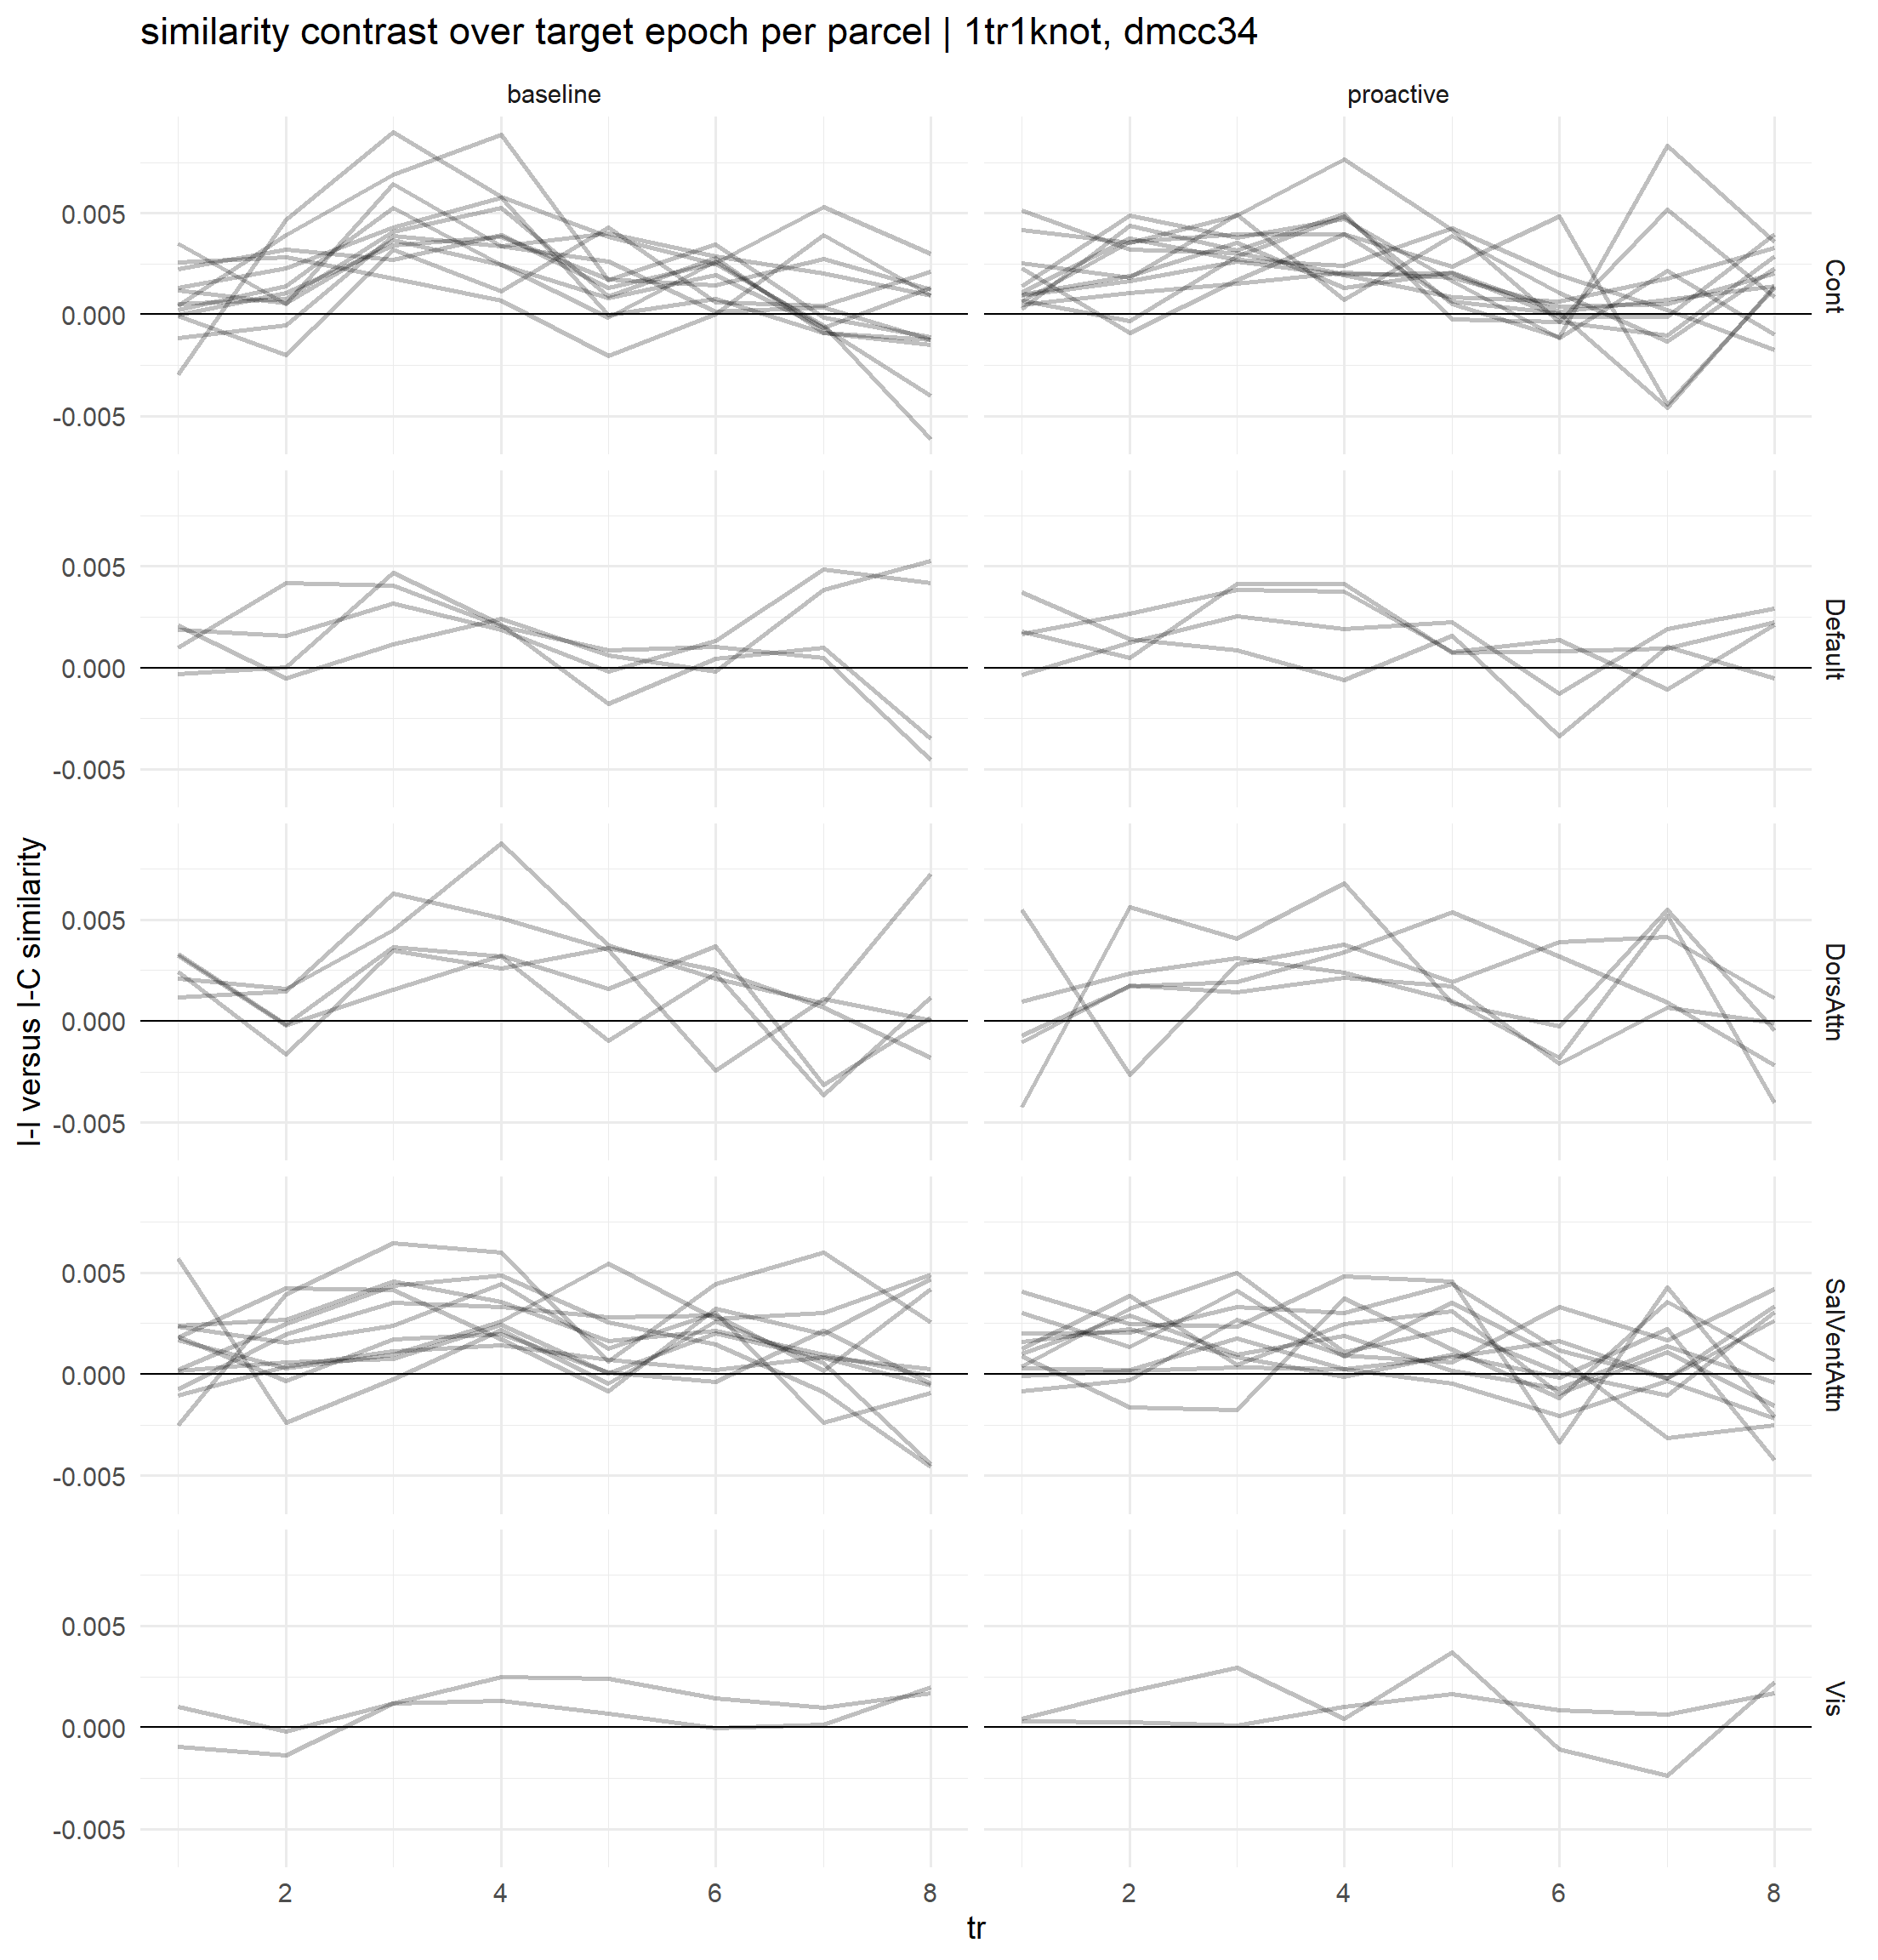 similarity contrast over target epoch per parcel | 1tr1knot, dmcc34
baseline
proactive
0.005
0.000
-0.005
Cont
0.005
0.000
-0.005
Default
I-I versus I-C similarity
0.005
0.000
-0.005
DorsAttn
0.005
0.000
-0.005
SalVentAttn
0.005
0.000
-0.005
Vis
2 4 6 8 2 4 6 8
tr